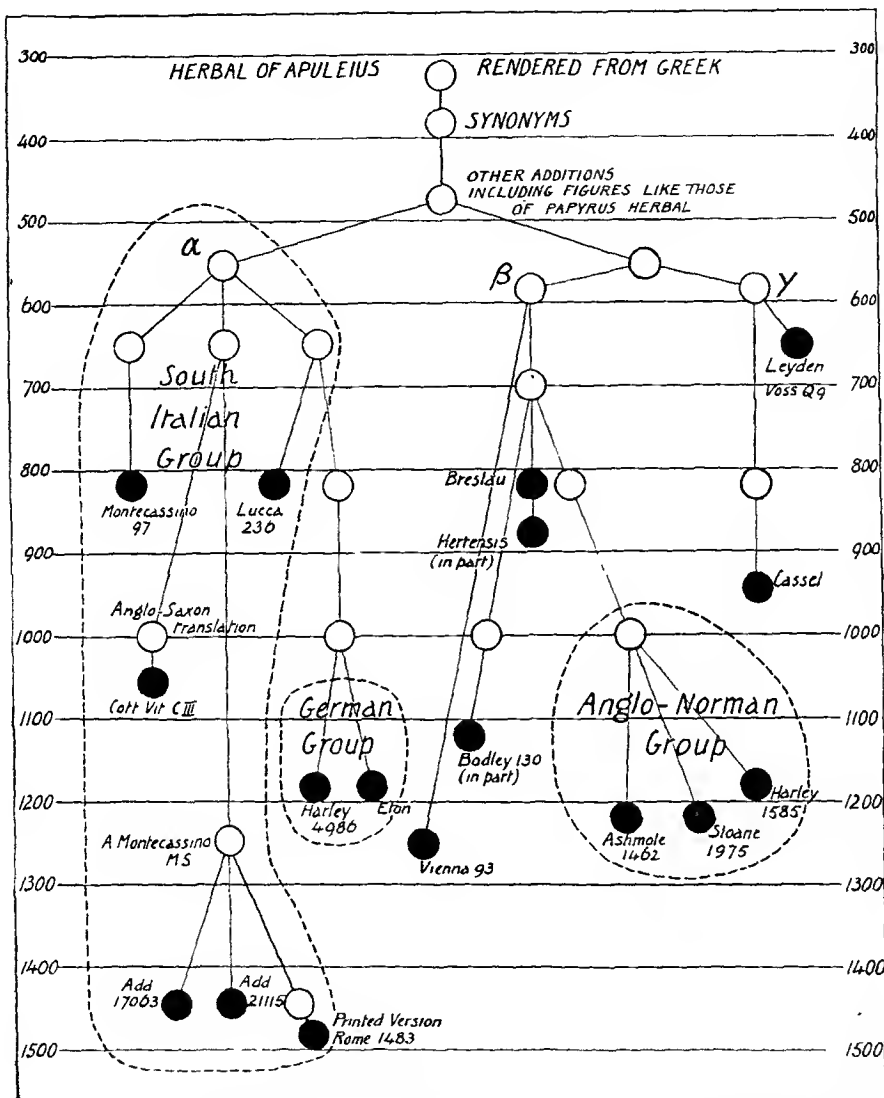 300 300
HERBAL OF APULEIUS RENDERED FROM GREEK
SYNONYMS
400 400
OTHER ADDITIONS
INCLUDING FIGURES LIKE THOSE
OF PAPYRUS HERBAL
500 500
α
β
γ
600 600
South
Italian
Group
Leyden
Voss Q9
700 700
800 800
Montecassino
97
Lucca
236
Breslau
Hertensis
(in part)
900 900
Cassel
Anglo-Saxon
translation
1000 1000
Cott Vit C III
German
Group
Anglo-Norman
Group
1100 1100
Bodley 130
(in part)
Harley
4986
Eton
Harley
1585
1200 1200
Ashmole
1462
Sloane
1975
A Montecassino
MS
Vienna 93
1300 1300
1400 1400
Add
17063
Add
21115
Printed Version
Rome 1483
1500 1500